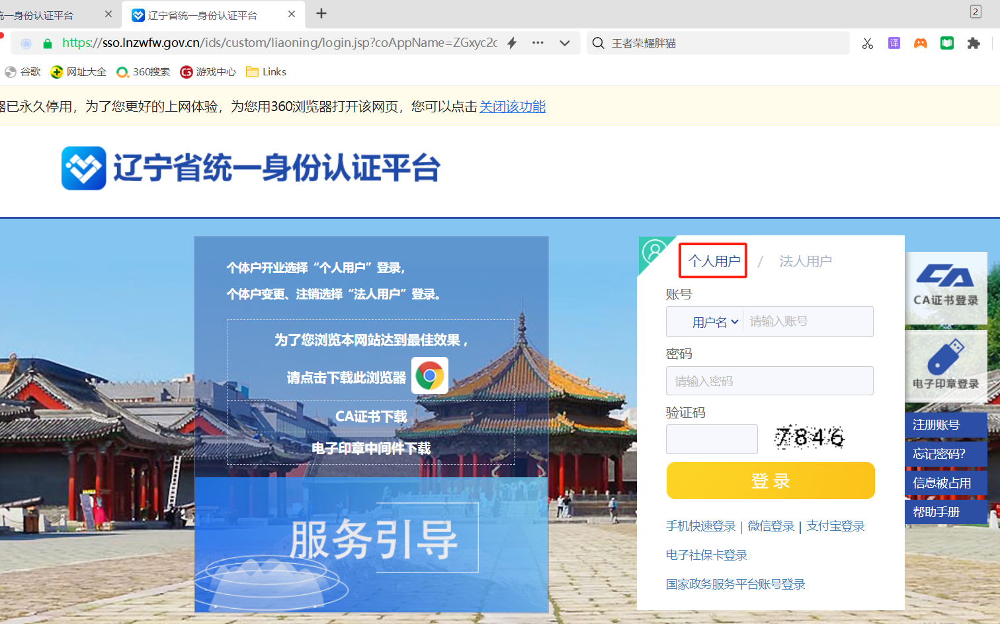 统一身份认证平台
辽宁省统一身份认证平台
2
https://sso.lnzwfw.gov.cn/ids/custom/liaoning/login.jsp?coAppName=ZGxyc2
王者荣耀胖猫
译
谷歌
网址大全
360搜索
游戏中心
Links
器已永久停用，为了您更好的上网体验，为您用360浏览器打开该网页，您可以点击 关闭该功能
辽宁省统一身份认证平台
个体户开业选择“个人用户”登录，
个体户变更、注销选择“法人用户”登录。
为了您浏览本网站达到最佳效果，
请点击下载此浏览器
CA证书下载
电子印章中间件下载
服务引导
个人用户 / 法人用户
账号
用户名 请输入账号
密码
请输入密码
验证码
7846
登录
手机快速登录 | 微信登录 | 支付宝登录
电子社保卡登录
国家政务服务平台账号登录
CA
CA证书登录
电子印章登录
注册账号
忘记密码?
信息被占用
帮助手册